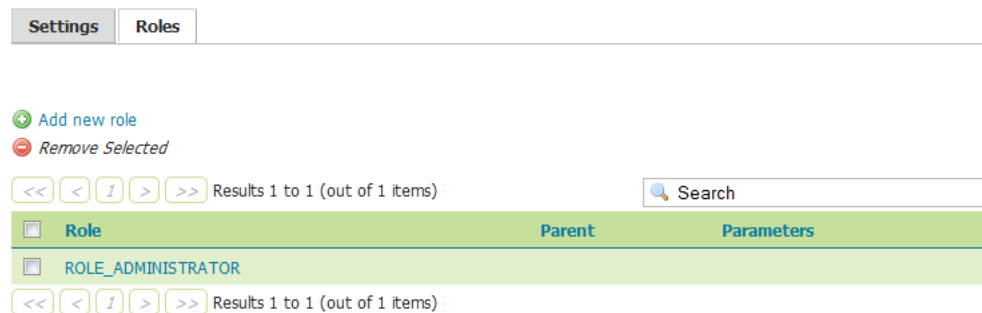 Settings Roles
Add new role
Remove Selected
<< < 1 > >> Results 1 to 1 (out of 1 items) Search
Role Parent Parameters
ROLE_ADMINISTRATOR
<< < 1 > >> Results 1 to 1 (out of 1 items)